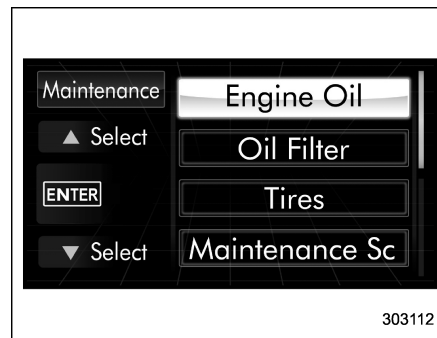 Maintenance
▲ Select
ENTER
▼ Select
Engine Oil
Oil Filter
Tires
Maintenance Sc
303112